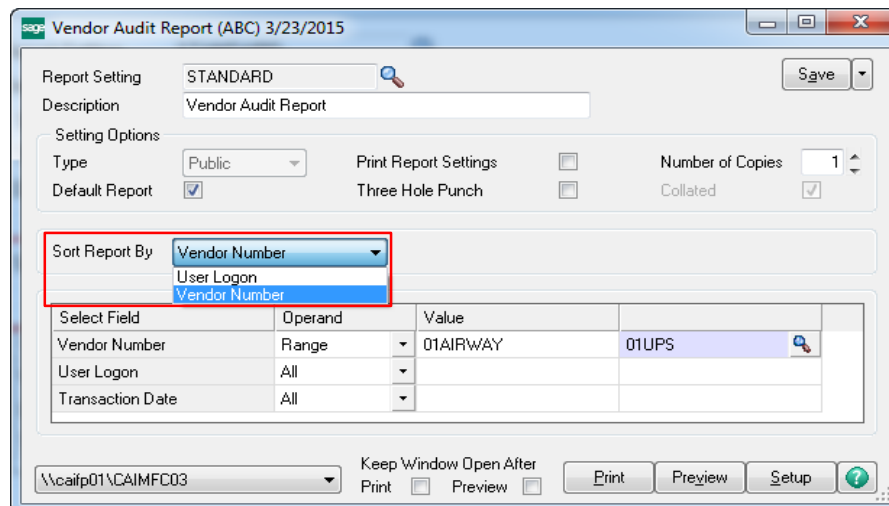 sage Vendor Audit Report (ABC) 3/23/2015
Report Setting STANDARD Save
Description Vendor Audit Report
Setting Options
Type Public Print Report Settings Number of Copies 1
Default Report Three Hole Punch Collated
Sort Report By Vendor Number
User Logon
Vendor Number
Select Field Operand Value
Vendor Number Range 01AIRWAY 01UPS
User Logon All
Transaction Date All
Keep Window Open After
\\caifp01\CAIMFC03 Print Preview Print Preview Setup